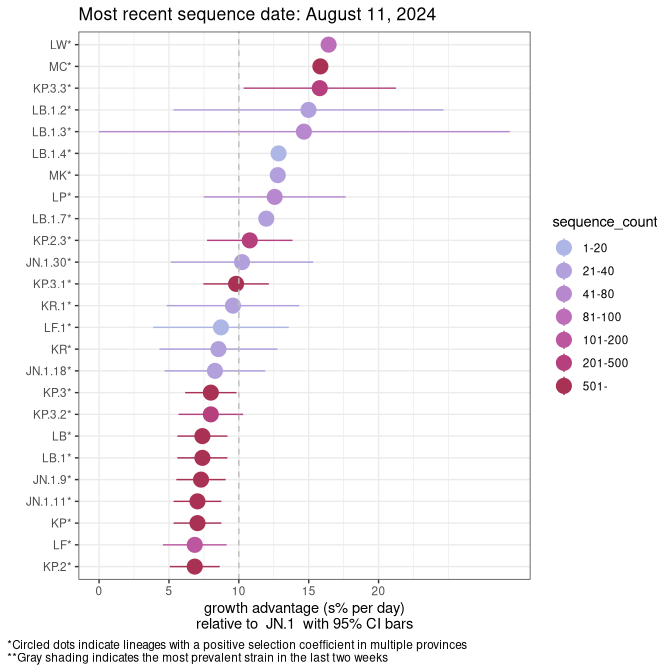 Most recent sequence date: August 11, 2024
LW*
MC*
KP.3.3*
LB.1.2*
LB.1.3*
LB.1.4*
MK*
LP*
LB.1.7*
KP.2.3*
JN.1.30*
KP.3.1*
KR.1*
LF.1*
KR*
JN.1.18*
KP.3*
KP.3.2*
LB*
LB.1*
JN.1.9*
JN.1.11*
KP*
LF*
KP.2*
0 5 10 15 20
growth advantage (s% per day)
relative to JN.1 with 95% CI bars
sequence_count
1-20
21-40
41-80
81-100
101-200
201-500
501-
*Circled dots indicate lineages with a positive selection coefficient in multiple provinces
**Gray shading indicates the most prevalent strain in the last two weeks